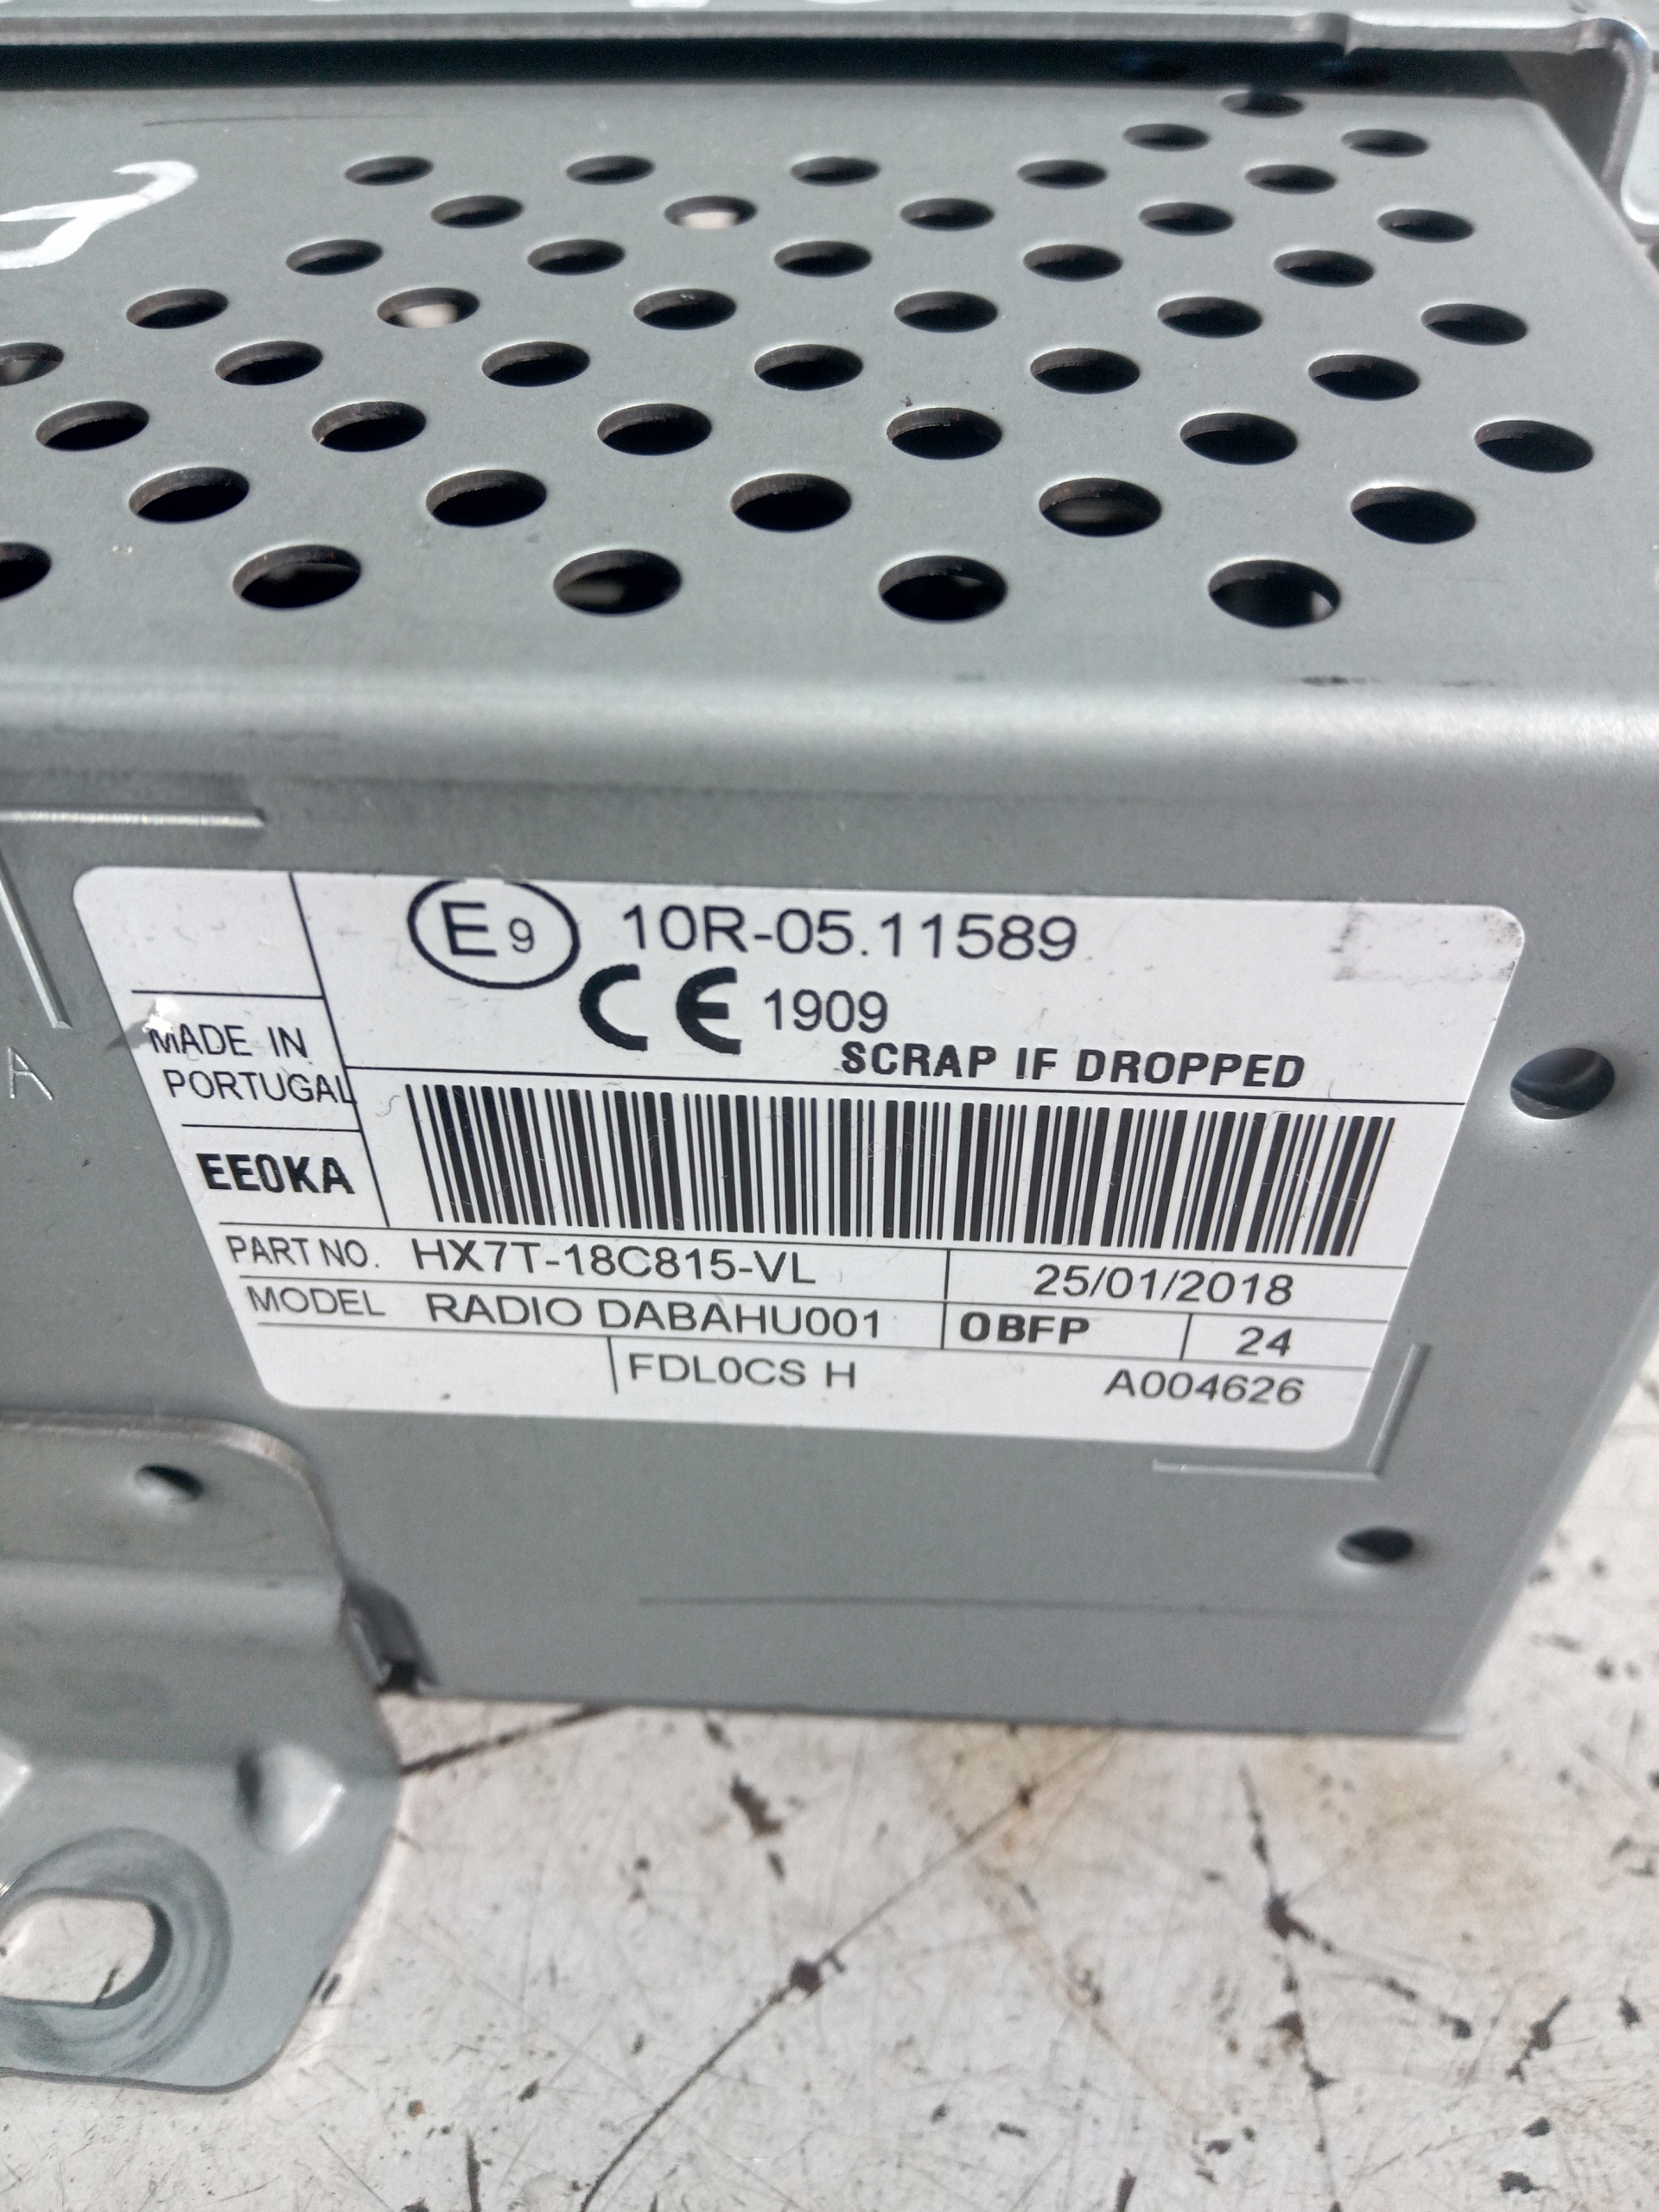 E9 10R-05.11589
CE 1909
SCRAP IF DROPPED
MADE IN
PORTUGAL
EE0KA
PART NO. HX7T-18C815-VL 25/01/2018
MODEL RADIO DABAHU001 0BFP 24
FDL0CS H A004626
A